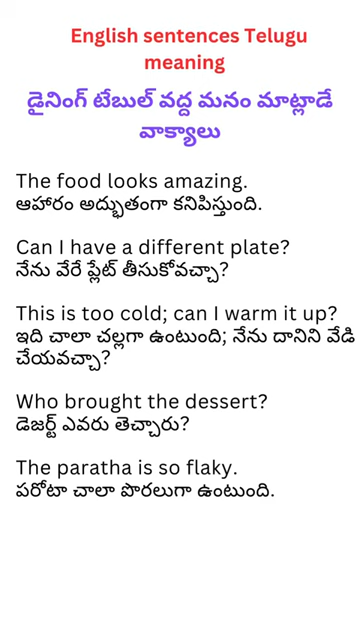 English sentences Telugu
meaning
డైనింగ్ టేబుల్ వద్ద మనం మాట్లాడే
వాక్యాలు
The food looks amazing.
ఆహారం అద్భుతంగా కనిపిస్తుంది.
Can I have a different plate?
నేను వేరే ప్లేట్ తీసుకోవచ్చా?
This is too cold; can I warm it up?
ఇది చాలా చల్లగా ఉంటుంది; నేను దానిని వేడి
చేయవచ్చా?
Who brought the dessert?
డెజర్ట్ ఎవరు తెచ్చారు?
The paratha is so flaky.
పరోటా చాలా పొరలుగా ఉంటుంది.